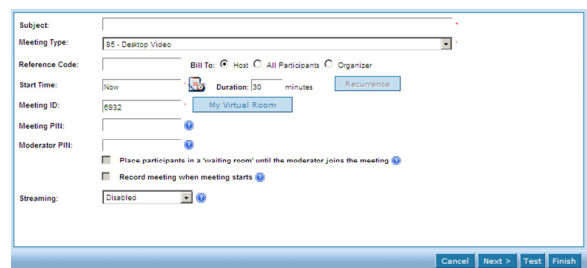 Subject: *
Meeting Type: 85 - Desktop Video *
Reference Code: Bill To: Host All Participants Organizer
Start Time: Now * Duration: 30 minutes Recurrence
Meeting ID: 6932 * My Virtual Room
Meeting PIN: ?
Moderator PIN: ?
Place participants in a 'waiting room' until the moderator joins the meeting ?
Record meeting when meeting starts ?
Streaming: Disabled ?
Cancel Next > Test Finish